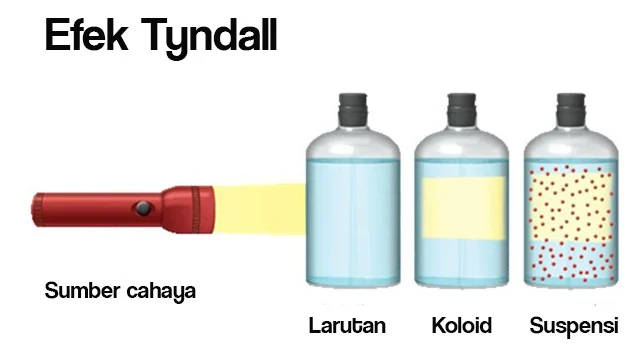 Efek Tyndall
Sumber cahaya
Larutan
Koloid
Suspensi